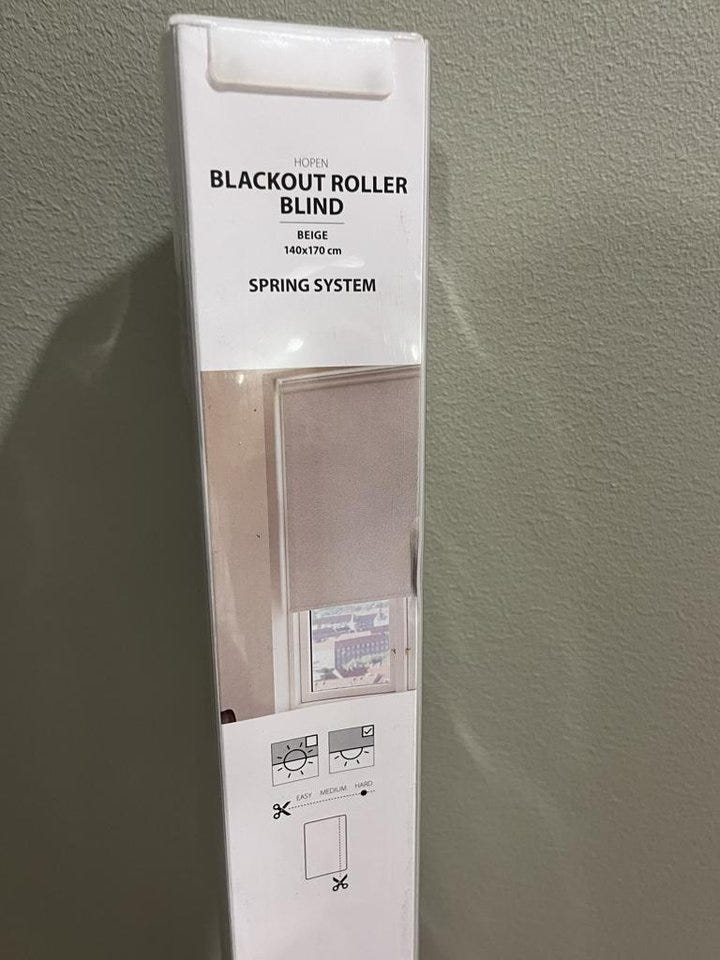 HOPEN
BLACKOUT ROLLER
BLIND
BEIGE
140x170 cm
SPRING SYSTEM
EASY MEDIUM HARD